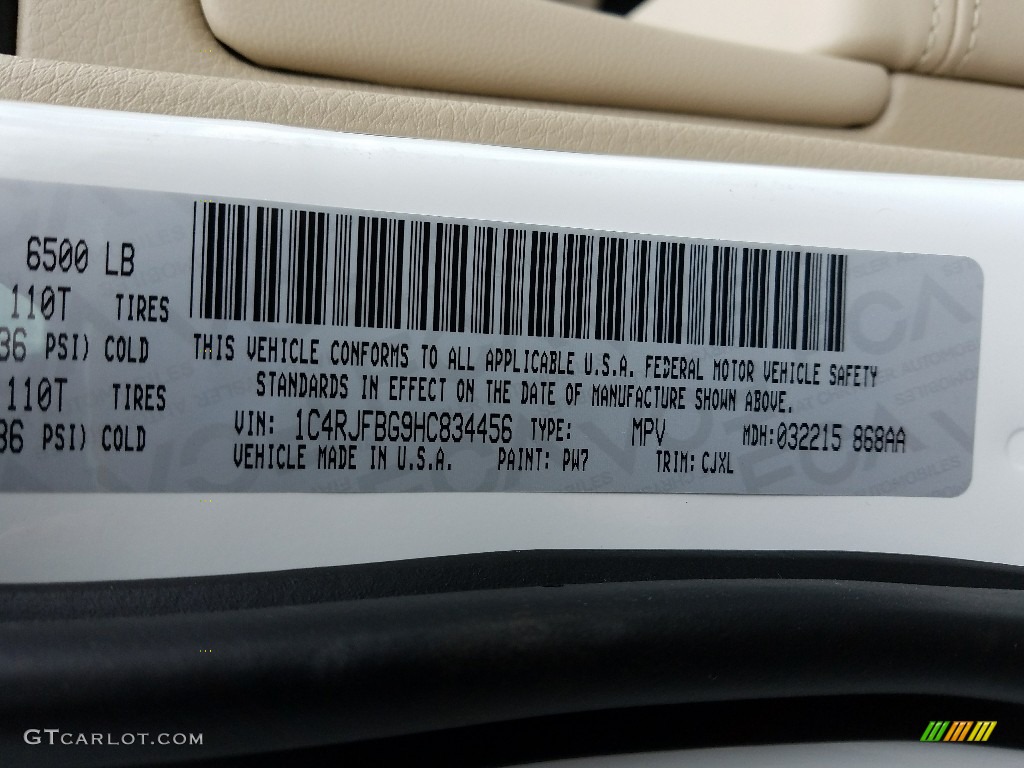 6500 LB
110T TIRES
36 PSI) COLD
110T TIRES
36 PSI) COLD
THIS VEHICLE CONFORMS TO ALL APPLICABLE U.S.A. FEDERAL MOTOR VEHICLE SAFETY
STANDARDS IN EFFECT ON THE DATE OF MANUFACTURE SHOWN ABOVE.
VIN: 1C4RJFBG9HC834456 TYPE: MPV MDH:032215 868AA
VEHICLE MADE IN U.S.A. PAINT: PW7 TRIM: CJXL
GTCARLOT.COM